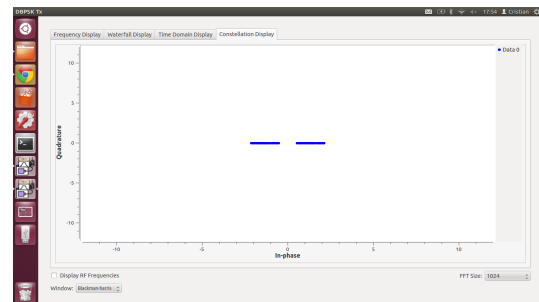 DBPSK Tx
17:54 Cristian
Frequency Display Waterfall Display Time Domain Display Constellation Display
Data 0
10
5
0
-5
-10
Quadrature
-10 -5 0 5 10
In-phase
Display RF Frequencies
FFT Size: 1024
Window: Blackman-harris